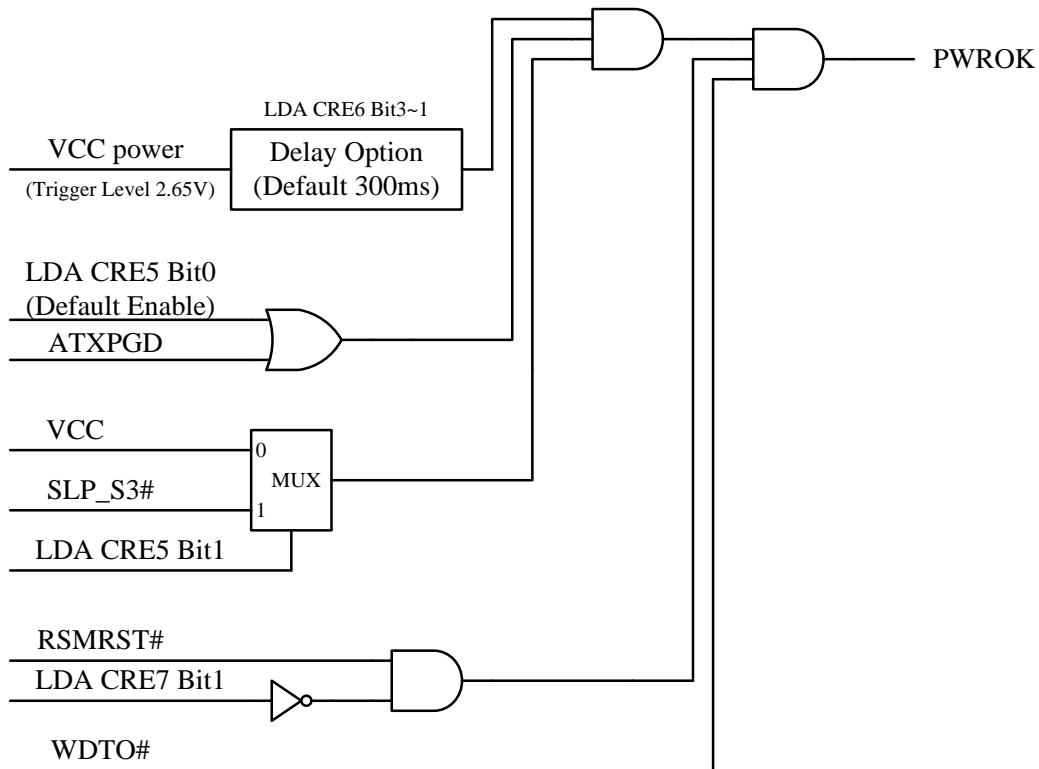 PWROK
LDA CRE6 Bit3~1
VCC power
(Trigger Level 2.65V)
Delay Option
(Default 300ms)
LDA CRE5 Bit0
(Default Enable)
ATXPGD
VCC
0
MUX
SLP_S3#
1
LDA CRE5 Bit1
RSMRST#
LDA CRE7 Bit1
WDTO#